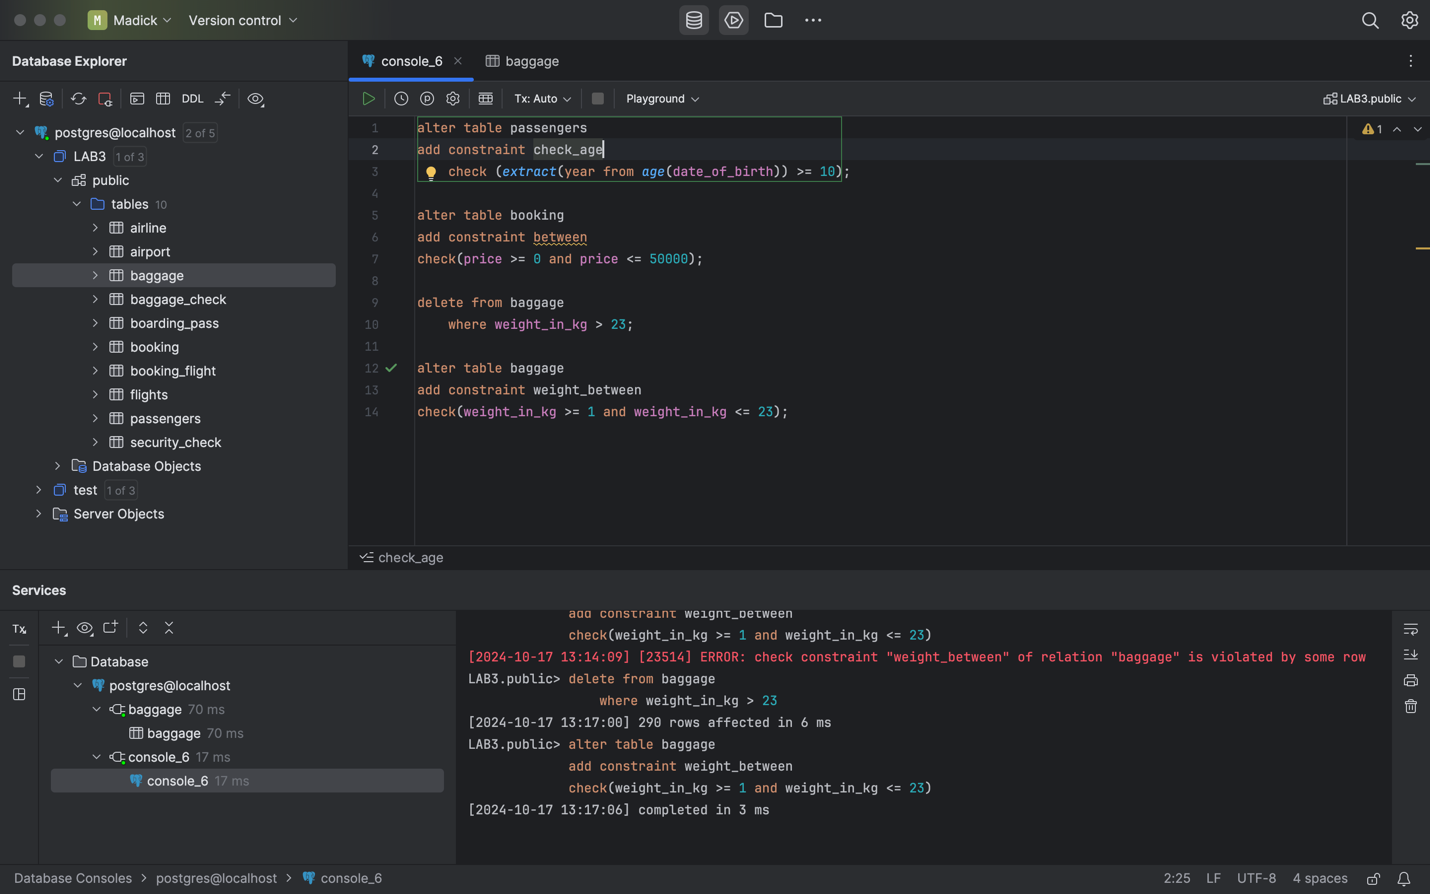 M Madick Version control
Database Explorer
console_6
baggage
DDL
Tx: Auto
Playground
LAB3.public
postgres@localhost 2 of 5
LAB3 1 of 3
public
tables 10
airline
airport
baggage
baggage_check
boarding_pass
booking
booking_flight
flights
passengers
security_check
Database Objects
test 1 of 3
Server Objects
1 alter table passengers
2 add constraint check_age
3 check (extract(year from age(date_of_birth)) >= 10);
4
5 alter table booking
6 add constraint between
7 check(price >= 0 and price <= 50000);
8
9 delete from baggage
10 where weight_in_kg > 23;
11
12 alter table baggage
13 add constraint weight_between
14 check(weight_in_kg >= 1 and weight_in_kg <= 23);
1
check_age
Services
Tx
Database
postgres@localhost
baggage 70 ms
baggage 70 ms
console_6 17 ms
console_6 17 ms
add constraint weight_between
check(weight_in_kg >= 1 and weight_in_kg <= 23)
[2024-10-17 13:14:09] [23514] ERROR: check constraint "weight_between" of relation "baggage" is violated by some row
LAB3.public> delete from baggage
where weight_in_kg > 23
[2024-10-17 13:17:00] 290 rows affected in 6 ms
LAB3.public> alter table baggage
add constraint weight_between
check(weight_in_kg >= 1 and weight_in_kg <= 23)
[2024-10-17 13:17:06] completed in 3 ms
Database Consoles > postgres@localhost > console_6
2:25 LF UTF-8 4 spaces